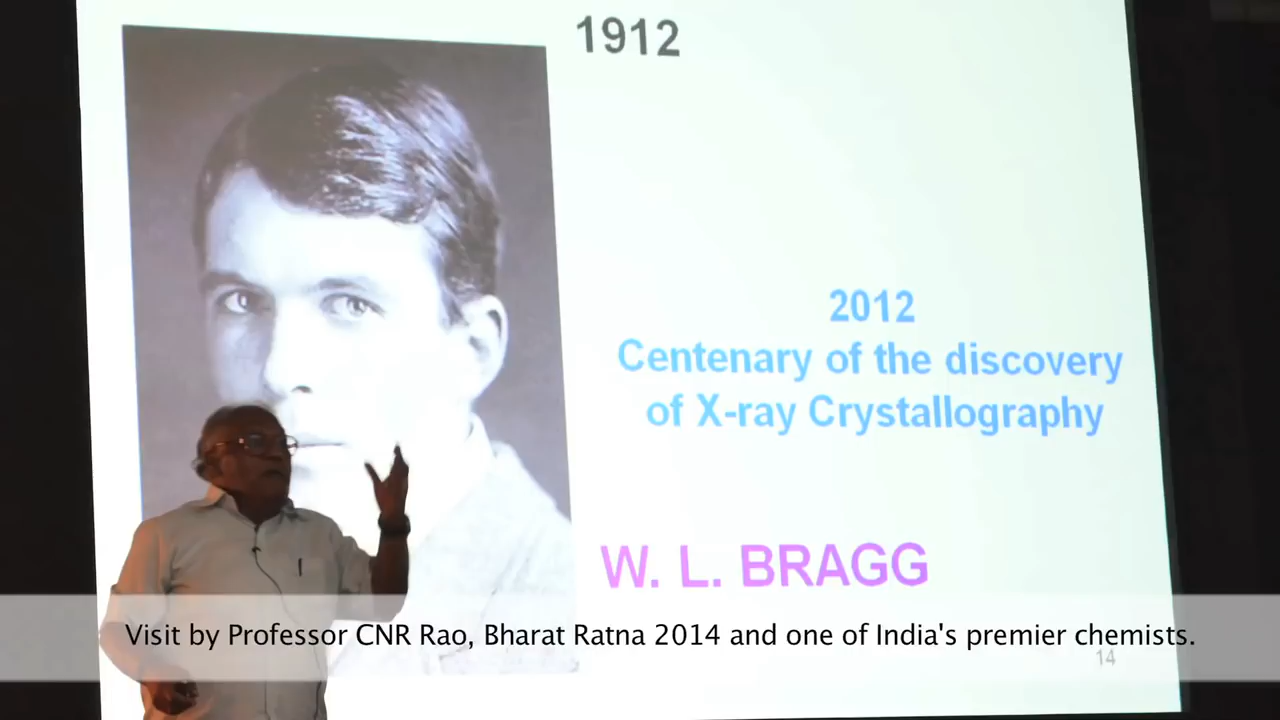 1912
2012
Centenary of the discovery
of X-ray Crystallography
W. L. BRAGG
Visit by Professor CNR Rao, Bharat Ratna 2014 and one of India's premier chemists.
14